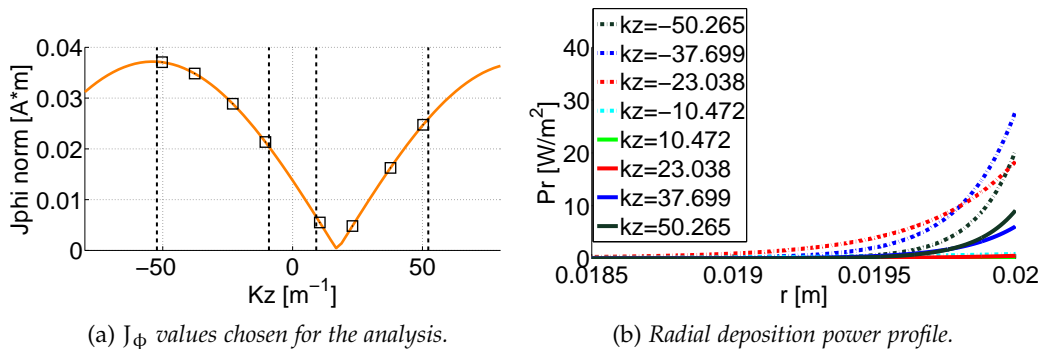 0.04
0.03
0.02
0.01
0
Jphi norm [A*m]
−50
0
50
Kz [m⁻¹]
(a) Jϕ values chosen for the analysis.
kz=−50.265
kz=−37.699
kz=−23.038
kz=−10.472
kz=10.472
kz=23.038
kz=37.699
kz=50.265
40
30
20
10
0
Pr [W/m²]
0.0185
0.019
0.0195
0.02
r [m]
(b) Radial deposition power profile.